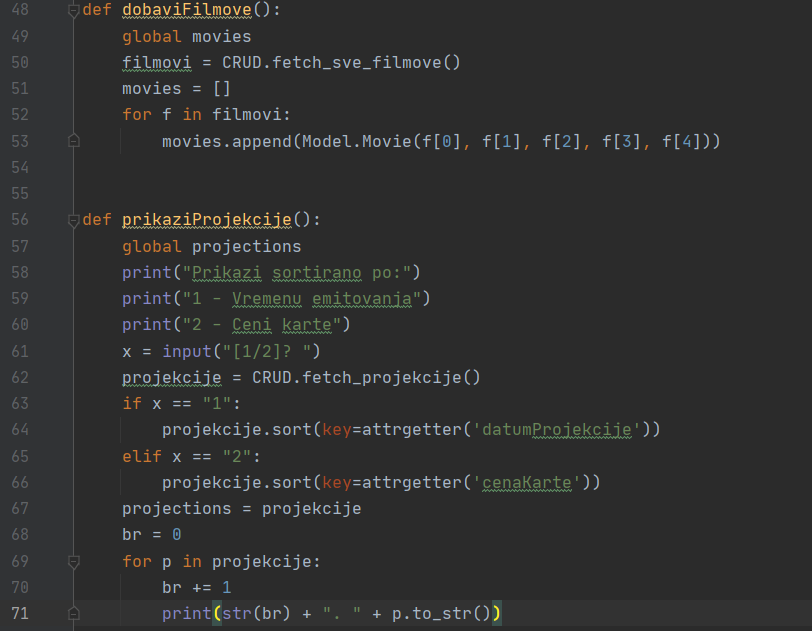 48 def dobaviFilmove():
49     global movies
50     filmovi = CRUD.fetch_sve_filmove()
51     movies = []
52     for f in filmovi:
53         movies.append(Model.Movie(f[0], f[1], f[2], f[3], f[4]))
54
55
56 def prikaziProjekcije():
57     global projections
58     print("Prikazi sortirano po:")
59     print("1 - Vremenu emitovanja")
60     print("2 - Ceni karte")
61     x = input("[1/2]? ")
62     projekcije = CRUD.fetch_projekcije()
63     if x == "1":
64         projekcije.sort(key=attrgetter('datumProjekcije'))
65     elif x == "2":
66         projekcije.sort(key=attrgetter('cenaKarte'))
67     projections = projekcije
68     br = 0
69     for p in projekcije:
70         br += 1
71         print(str(br) + ". " + p.to_str())